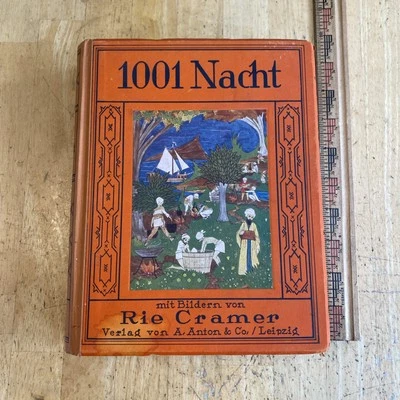 1001 Nacht
mit Bildern von
Rie Cramer
Verlag von A. Anton & Co. / Leipzig